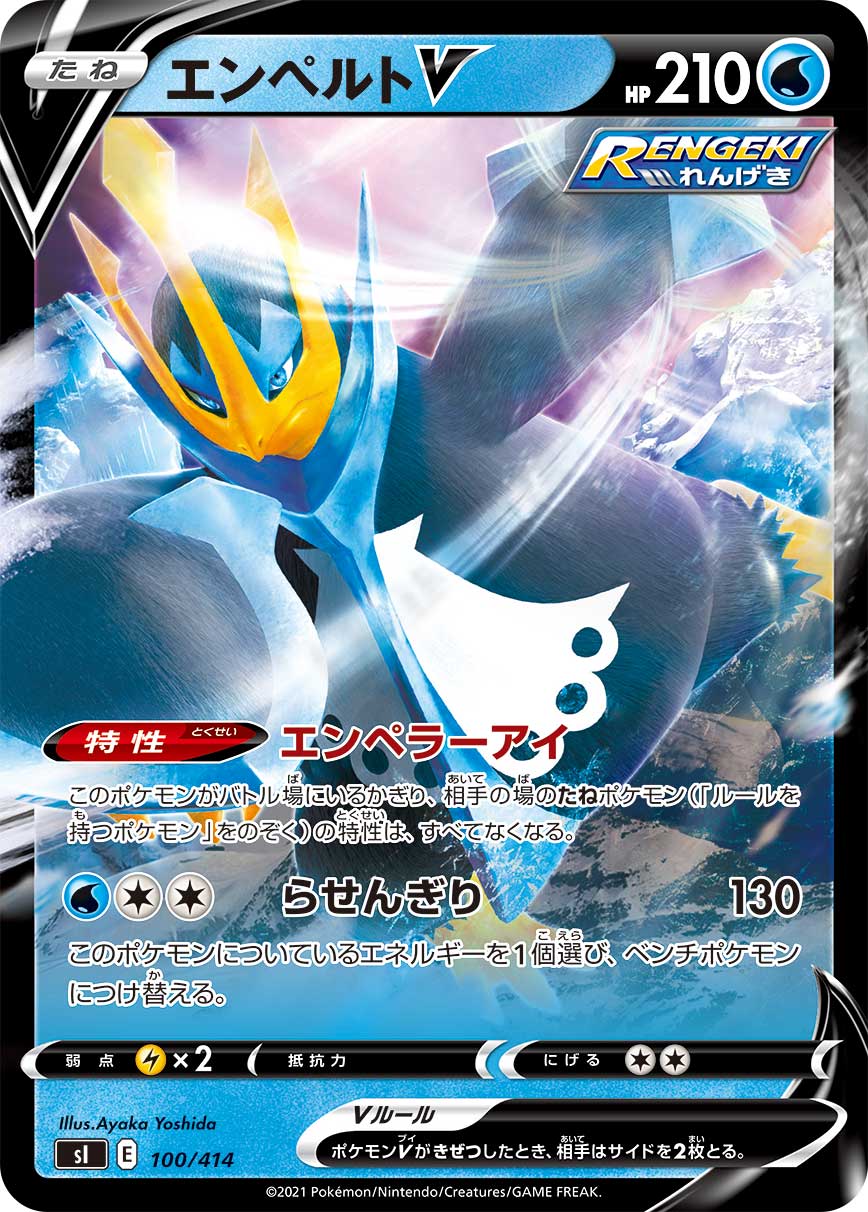 たね エンペルトV HP210
RENGEKI
れんげき
特性 とくせい エンペラーアイ
このポケモンがバトル場にいるかぎり、相手の場のたねポケモン（「ルールを
持つポケモン」をのぞく）の特性は、すべてなくなる。
らせんぎり 130
このポケモンについているエネルギーを1個選び、ベンチポケモン
につけ替える。
弱点 ×2 抵抗力 にげる
Illus.Ayaka Yoshida
Vルール
ポケモンVがきぜつしたとき、相手はサイドを2枚とる。
sI E 100/414
©2021 Pokémon/Nintendo/Creatures/GAME FREAK.